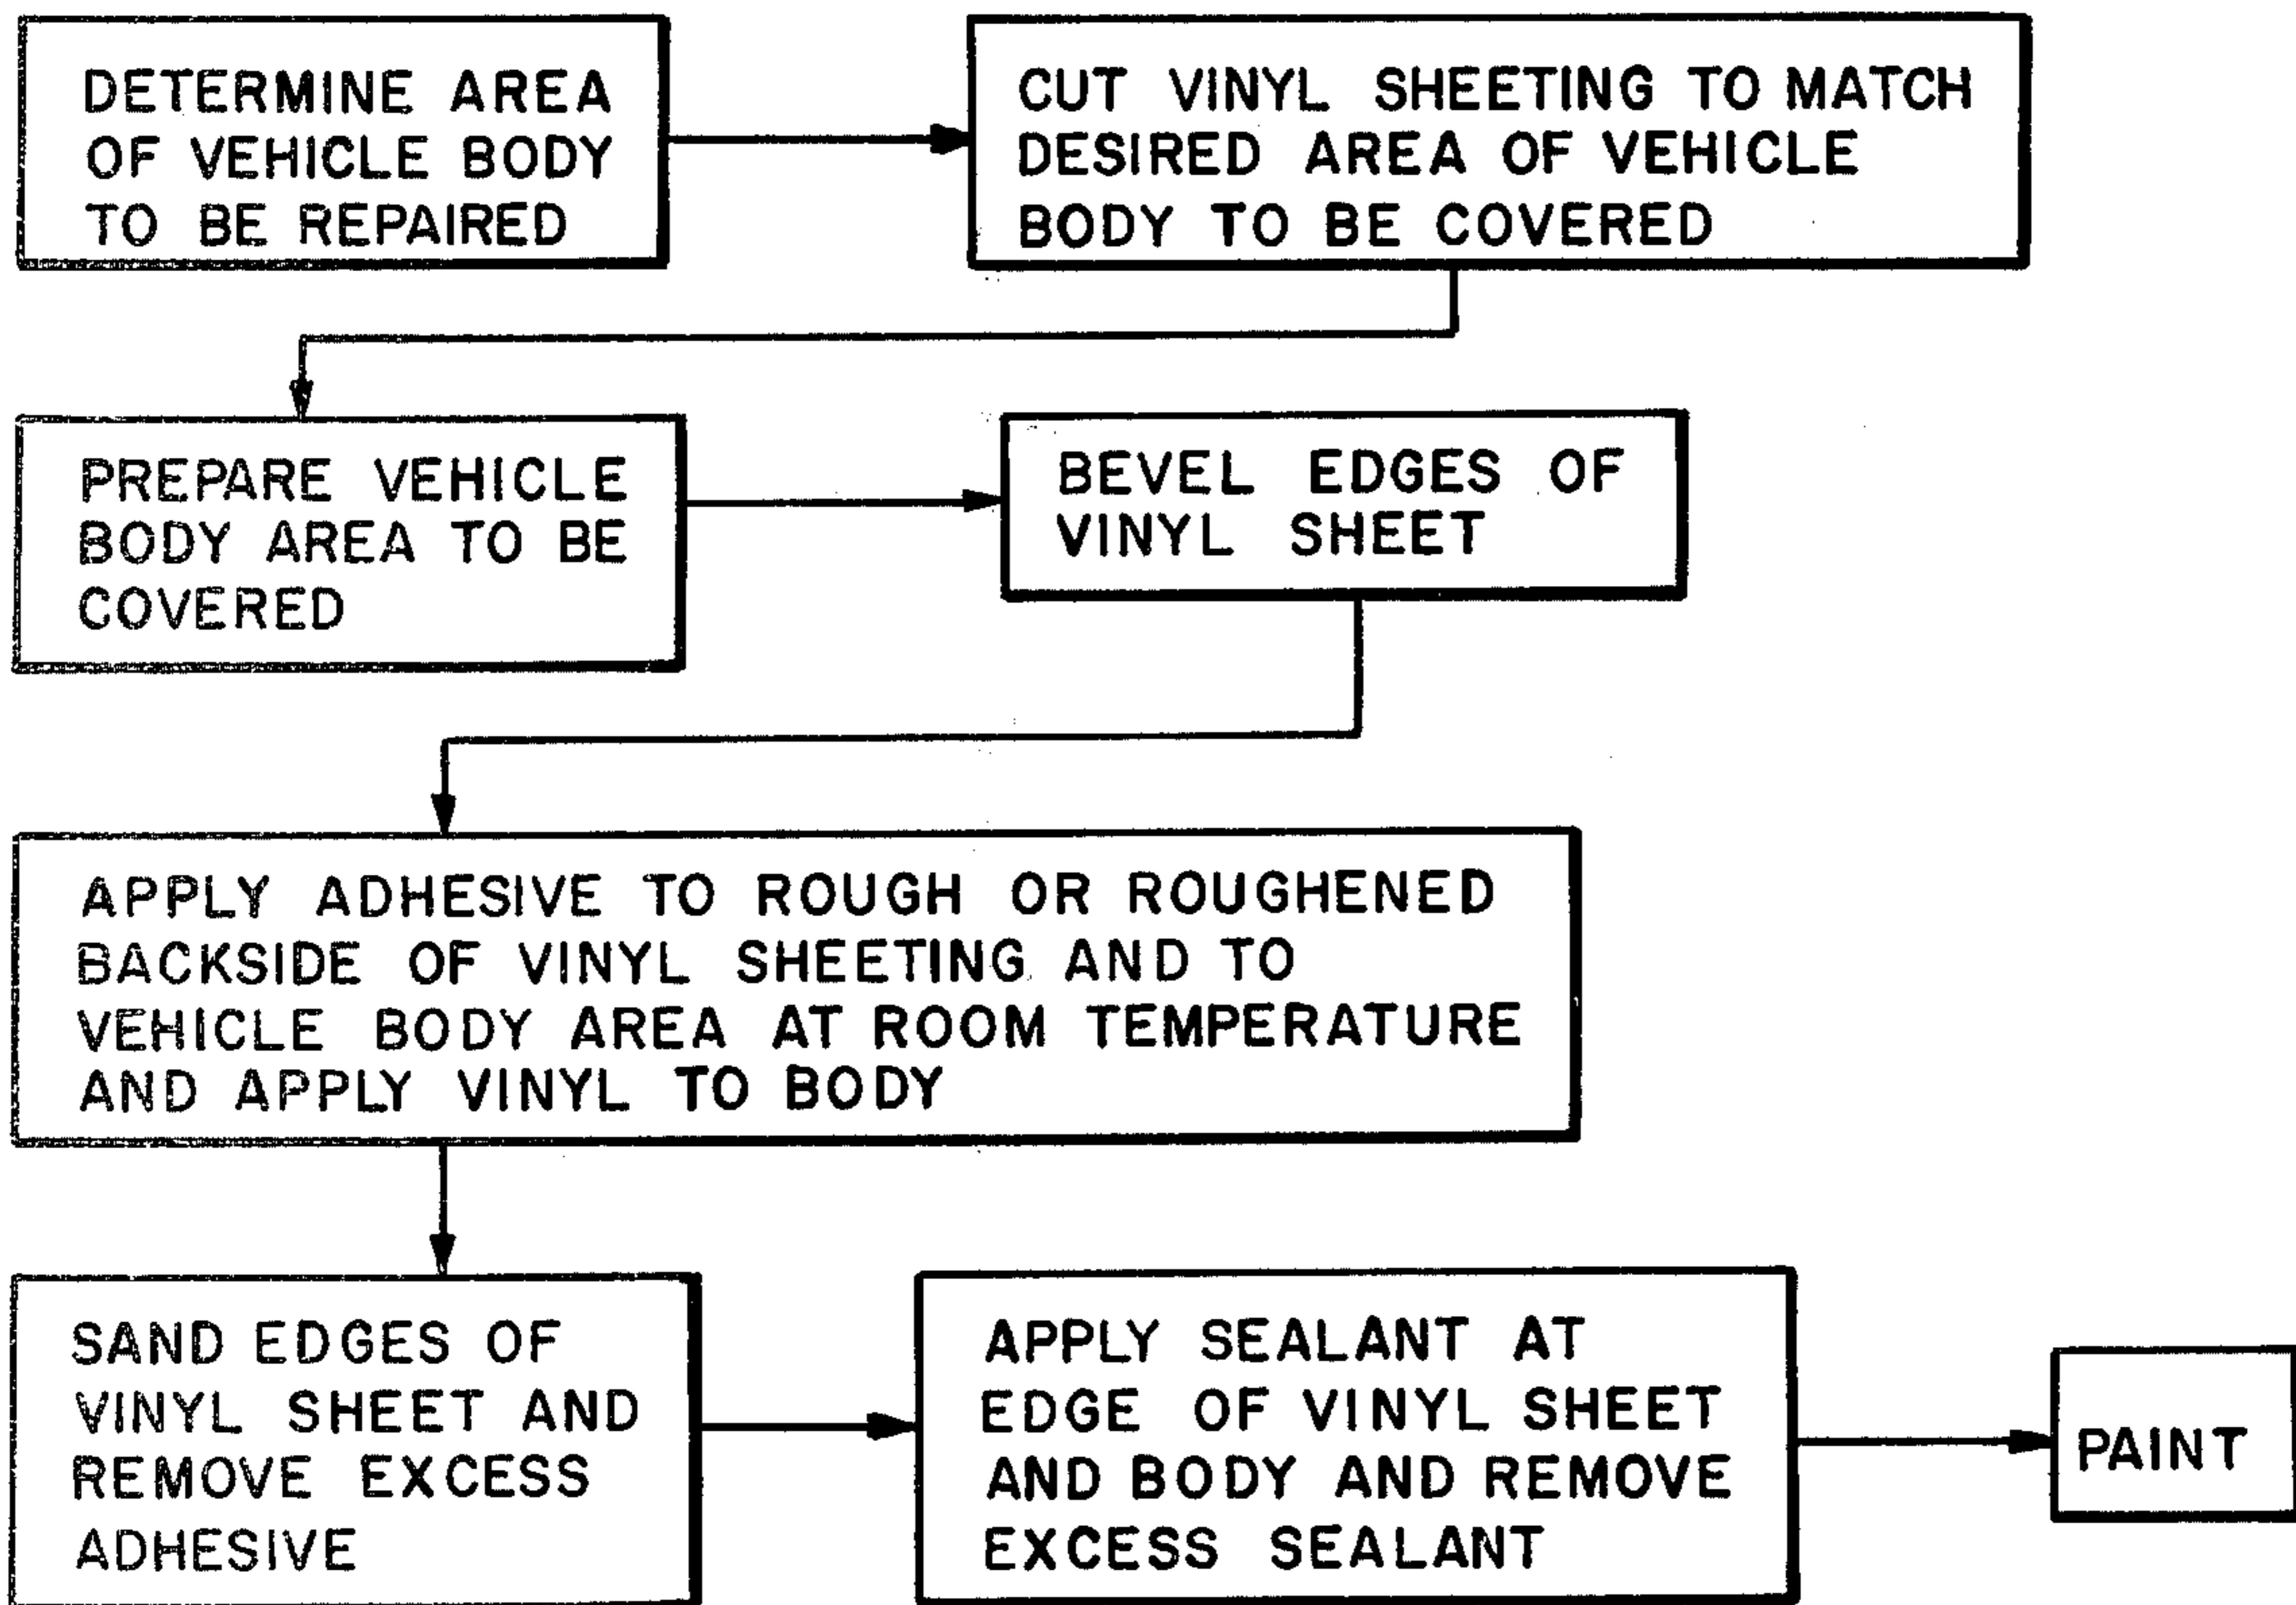 DETERMINE AREA
OF VEHICLE BODY
TO BE REPAIRED
CUT VINYL SHEETING TO MATCH
DESIRED AREA OF VEHICLE
BODY TO BE COVERED
PREPARE VEHICLE
BODY AREA TO BE
COVERED
BEVEL EDGES OF
VINYL SHEET
APPLY ADHESIVE TO ROUGH OR ROUGHENED
BACKSIDE OF VINYL SHEETING AND TO
VEHICLE BODY AREA AT ROOM TEMPERATURE
AND APPLY VINYL TO BODY
SAND EDGES OF
VINYL SHEET AND
REMOVE EXCESS
ADHESIVE
APPLY SEALANT AT
EDGE OF VINYL SHEET
AND BODY AND REMOVE
EXCESS SEALANT
PAINT